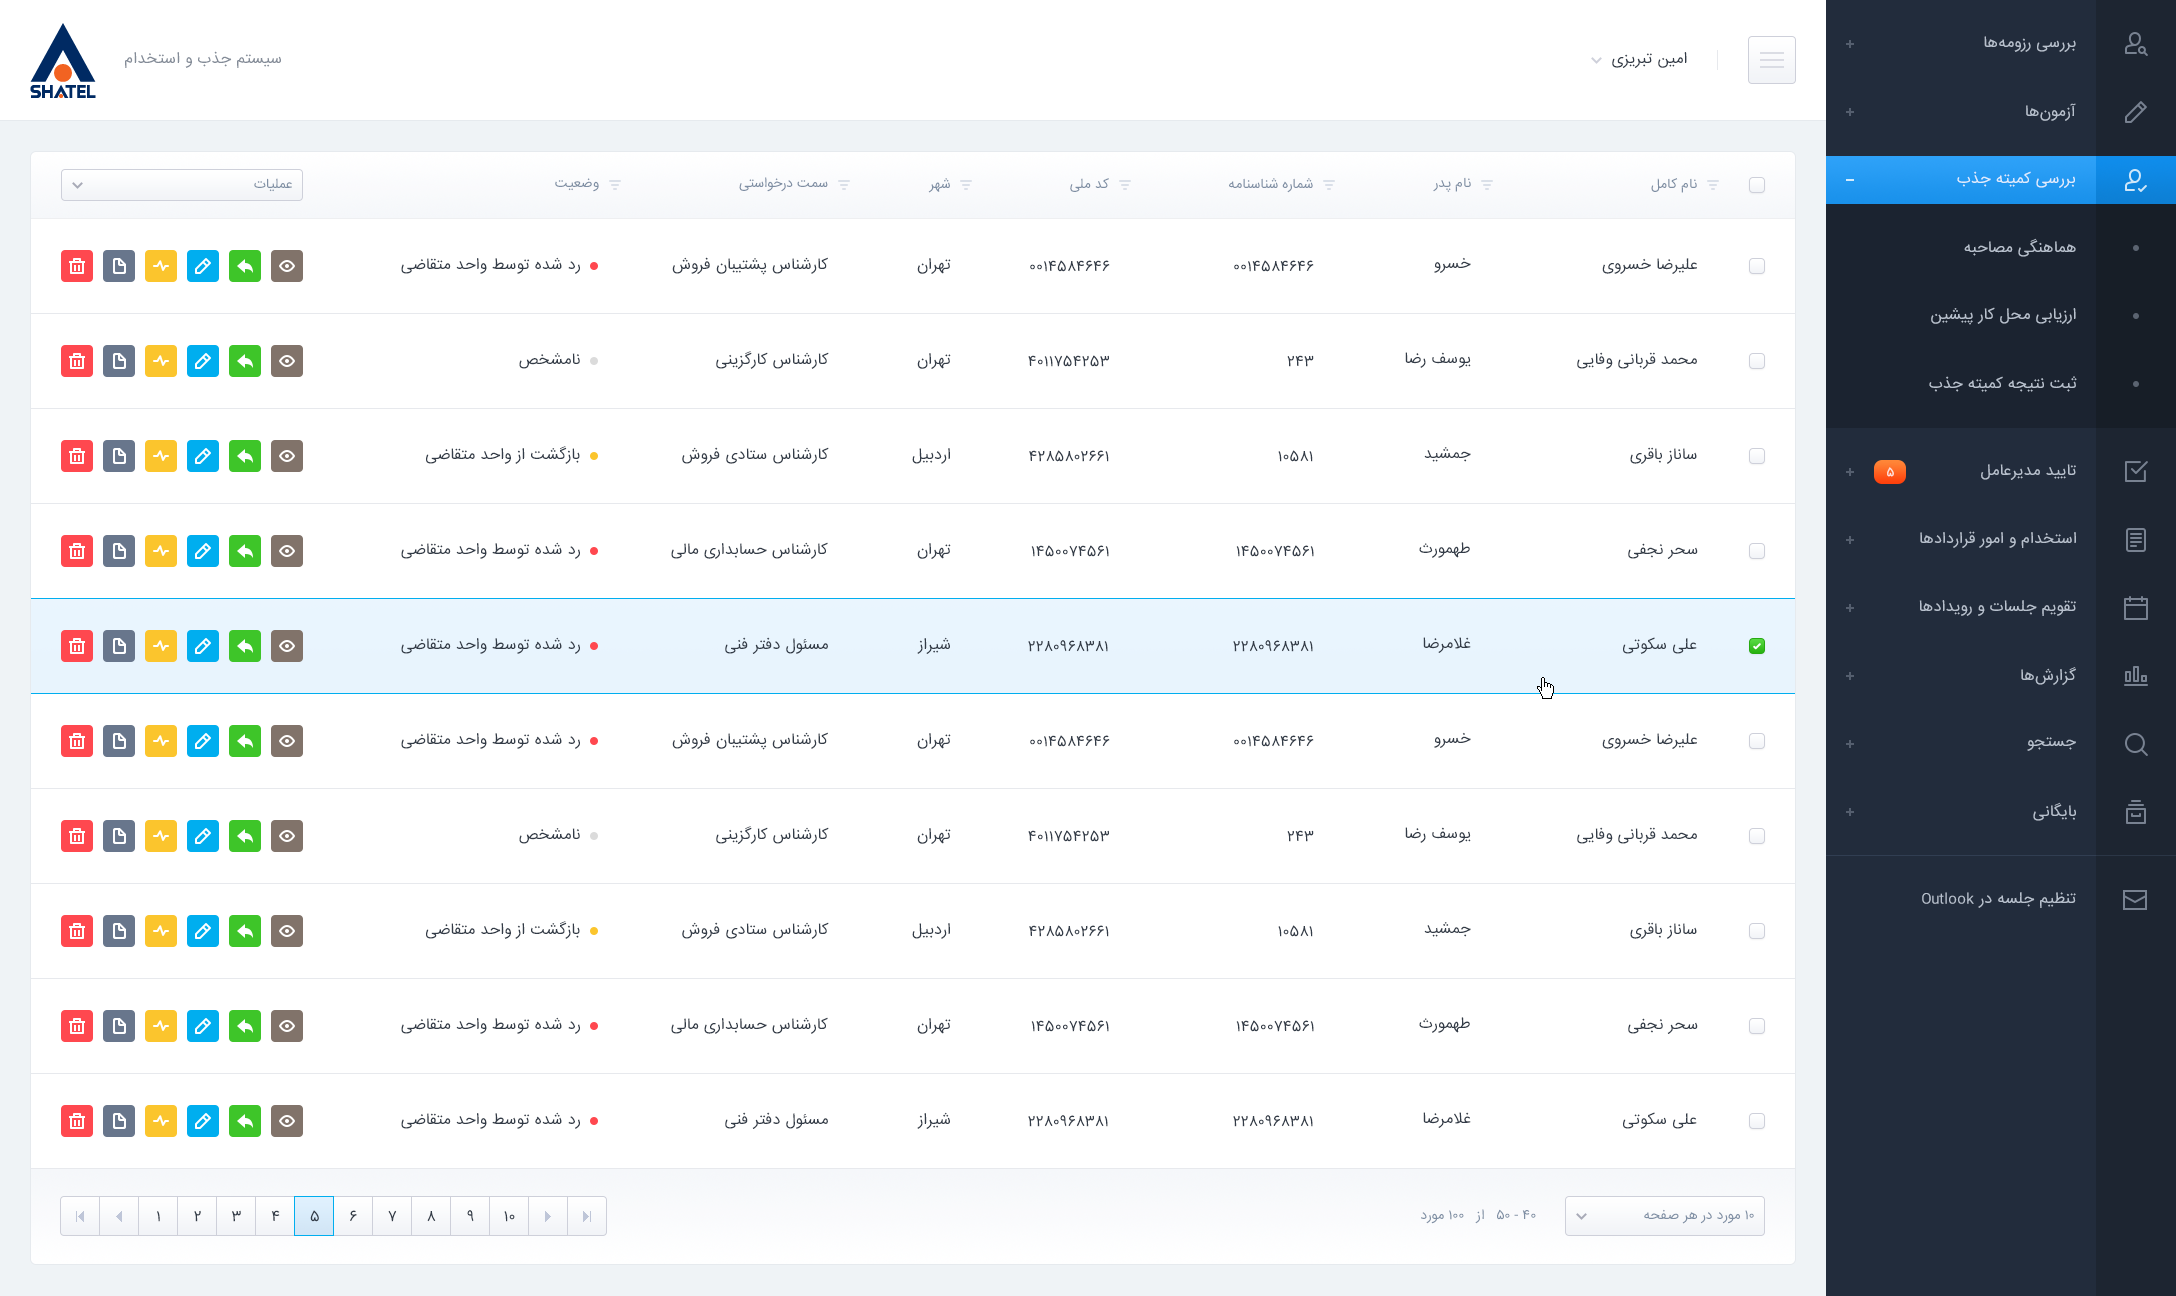 امین تبریزی
سیستم جذب و استخدام
SHATEL
بررسی رزومه‌ها
آزمون‌ها
بررسی کمیته جذب
هماهنگی مصاحبه
ارزیابی محل کار پیشین
ثبت نتیجه کمیته جذب
تایید مدیرعامل ۵
استخدام و امور قراردادها
تقویم جلسات و رویدادها
گزارش‌ها
جستجو
بایگانی
تنظیم جلسه در Outlook
نام کامل نام پدر شماره شناسنامه کد ملی شهر سمت درخواستی وضعیت عملیات
علیرضا خسروی خسرو ۰۰۱۴۵۸۴۶۴۶ ۰۰۱۴۵۸۴۶۴۶ تهران کارشناس پشتیبان فروش رد شده توسط واحد متقاضی
محمد قربانی وفایی یوسف رضا ۲۴۳ ۴۰۱۱۷۵۴۲۵۳ تهران کارشناس کارگزینی نامشخص
ساناز باقری جمشید ۱۰۵۸۱ ۴۲۸۵۸۰۲۶۶۱ اردبیل کارشناس ستادی فروش بازگشت از واحد متقاضی
سحر نجفی طهمورث ۱۴۵۰۰۷۴۵۶۱ ۱۴۵۰۰۷۴۵۶۱ تهران کارشناس حسابداری مالی رد شده توسط واحد متقاضی
علی سکوتی غلامرضا ۲۲۸۰۹۶۸۳۸۱ ۲۲۸۰۹۶۸۳۸۱ شیراز مسئول دفتر فنی رد شده توسط واحد متقاضی
علیرضا خسروی خسرو ۰۰۱۴۵۸۴۶۴۶ ۰۰۱۴۵۸۴۶۴۶ تهران کارشناس پشتیبان فروش رد شده توسط واحد متقاضی
محمد قربانی وفایی یوسف رضا ۲۴۳ ۴۰۱۱۷۵۴۲۵۳ تهران کارشناس کارگزینی نامشخص
ساناز باقری جمشید ۱۰۵۸۱ ۴۲۸۵۸۰۲۶۶۱ اردبیل کارشناس ستادی فروش بازگشت از واحد متقاضی
سحر نجفی طهمورث ۱۴۵۰۰۷۴۵۶۱ ۱۴۵۰۰۷۴۵۶۱ تهران کارشناس حسابداری مالی رد شده توسط واحد متقاضی
علی سکوتی غلامرضا ۲۲۸۰۹۶۸۳۸۱ ۲۲۸۰۹۶۸۳۸۱ شیراز مسئول دفتر فنی رد شده توسط واحد متقاضی
۱۰ مورد در هر صفحه ۴۰ - ۵۰ از ۱۰۰ مورد
۱ ۲ ۳ ۴ ۵ ۶ ۷ ۸ ۹ ۱۰